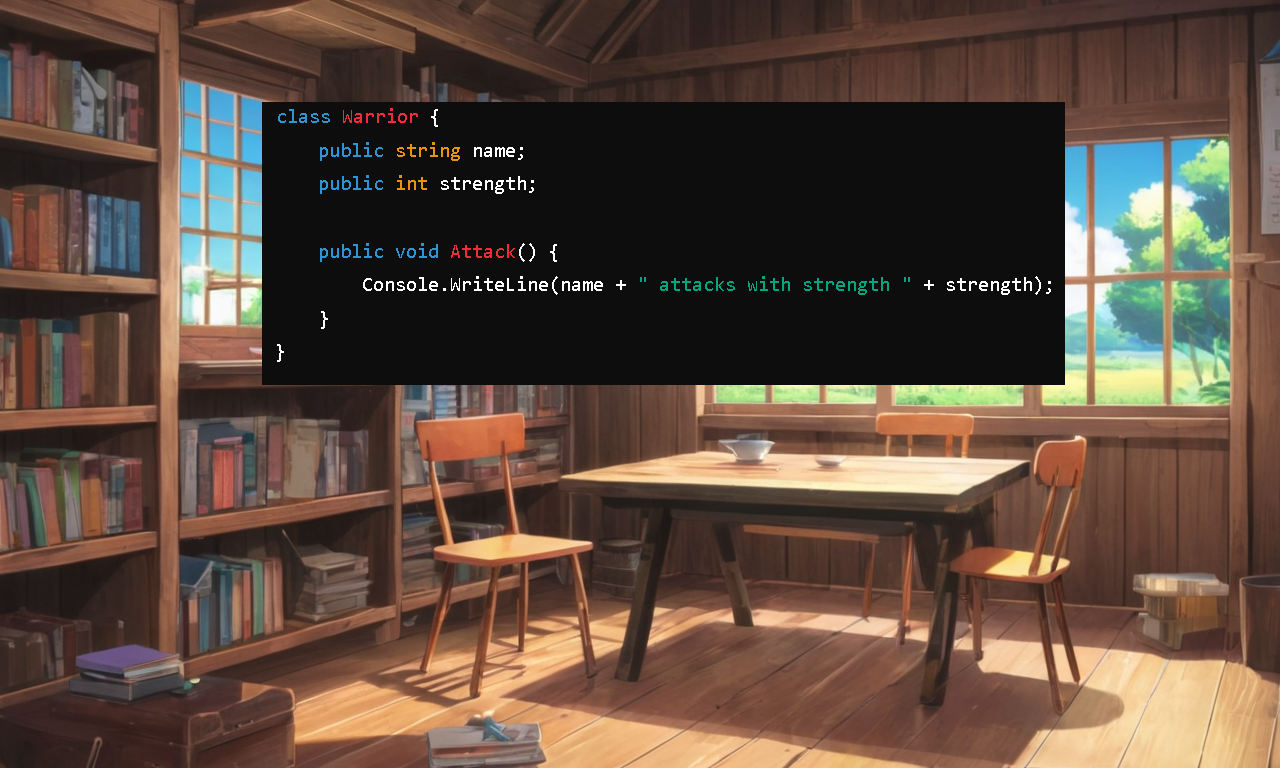 class Warrior {
    public string name;
    public int strength;

    public void Attack() {
        Console.WriteLine(name + " attacks with strength " + strength);
    }
}